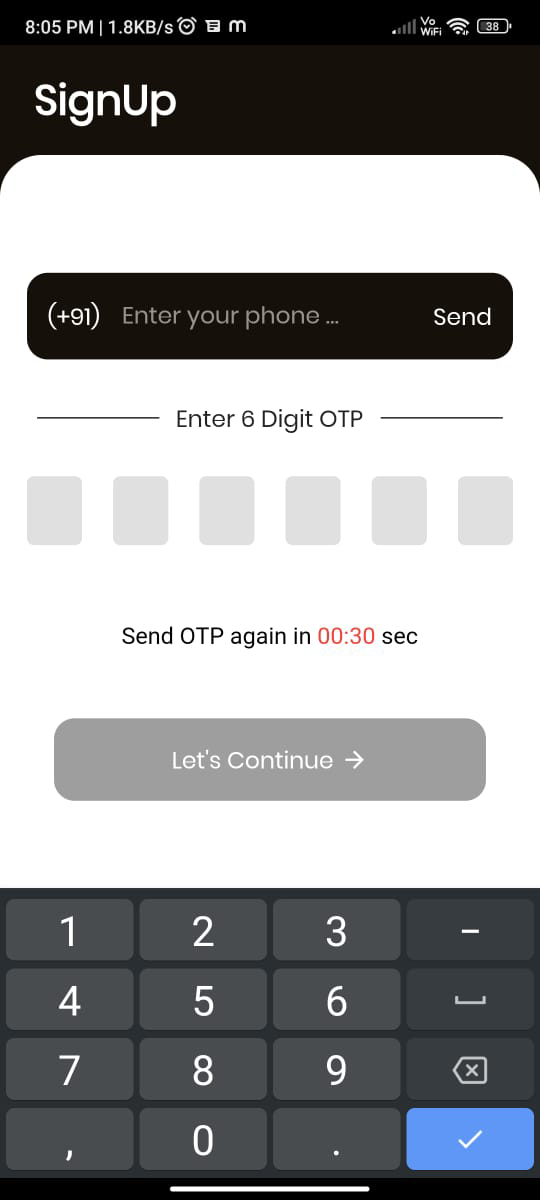 8:05 PM | 1.8KB/s
Vo
WiFi
38
SignUp
(+91) Enter your phone ... Send
Enter 6 Digit OTP
Send OTP again in 00:30 sec
Let's Continue →
1 2 3 –
4 5 6
7 8 9
, 0 .